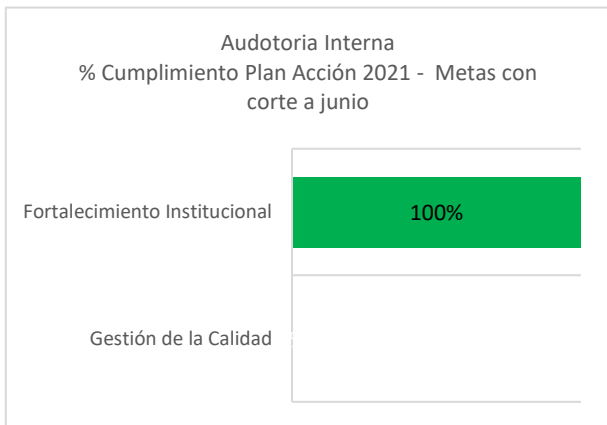 Audotoria Interna
% Cumplimiento Plan Acción 2021 - Metas con
corte a junio
Fortalecimiento Institucional
100%
Gestión de la Calidad